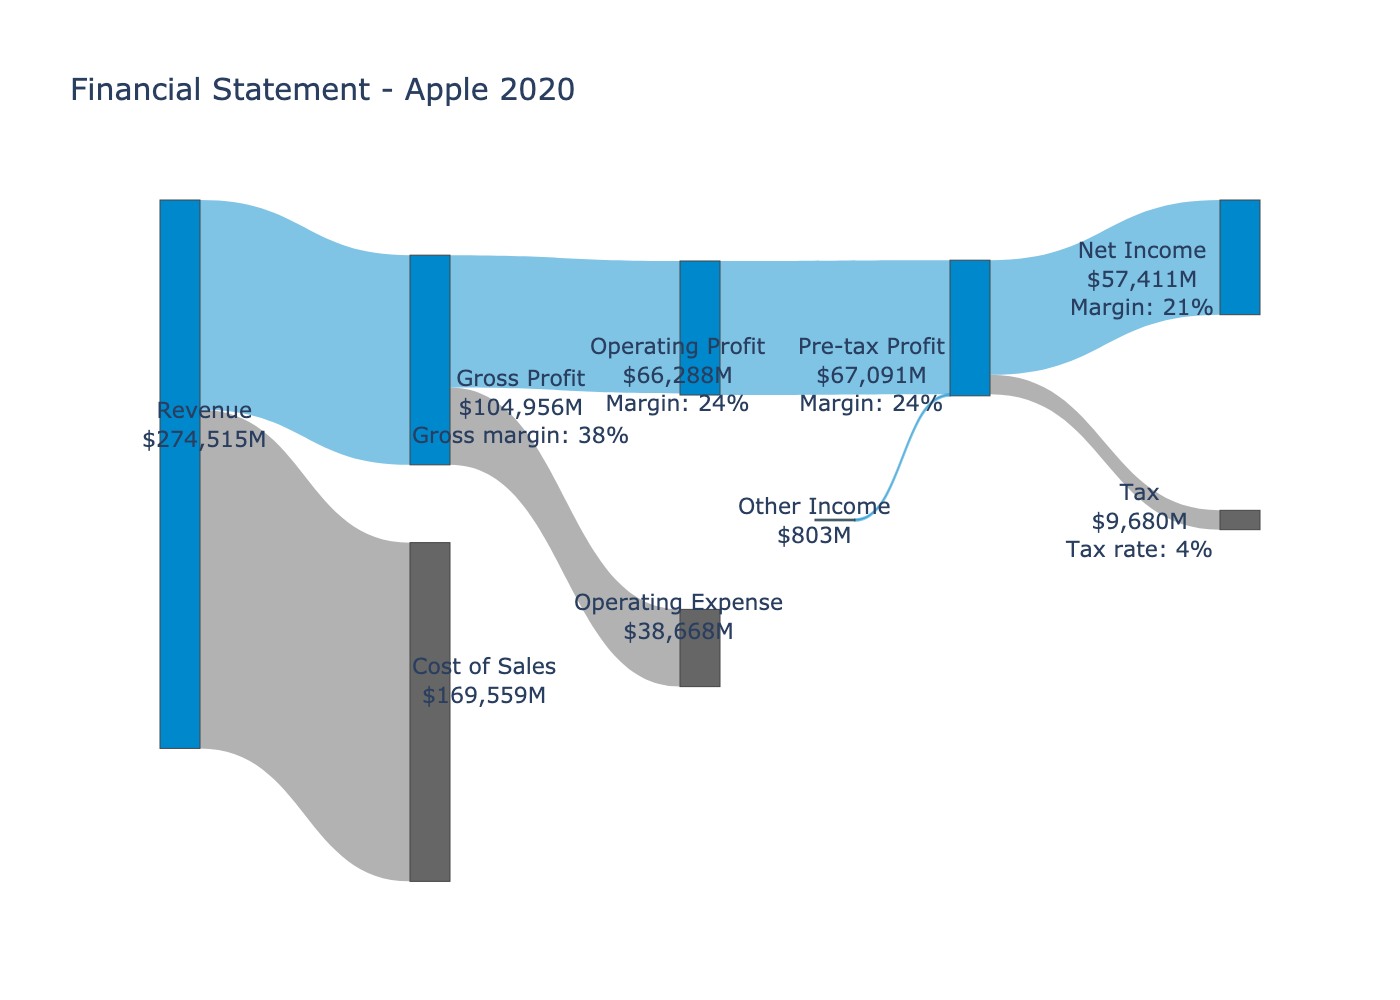 Financial Statement - Apple 2020
Revenue
$274,515M
Gross Profit
$104,956M
Gross margin: 38%
Cost of Sales
$169,559M
Operating Profit
$66,288M
Margin: 24%
Operating Expense
$38,668M
Pre-tax Profit
$67,091M
Margin: 24%
Other Income
$803M
Net Income
$57,411M
Margin: 21%
Tax
$9,680M
Tax rate: 4%